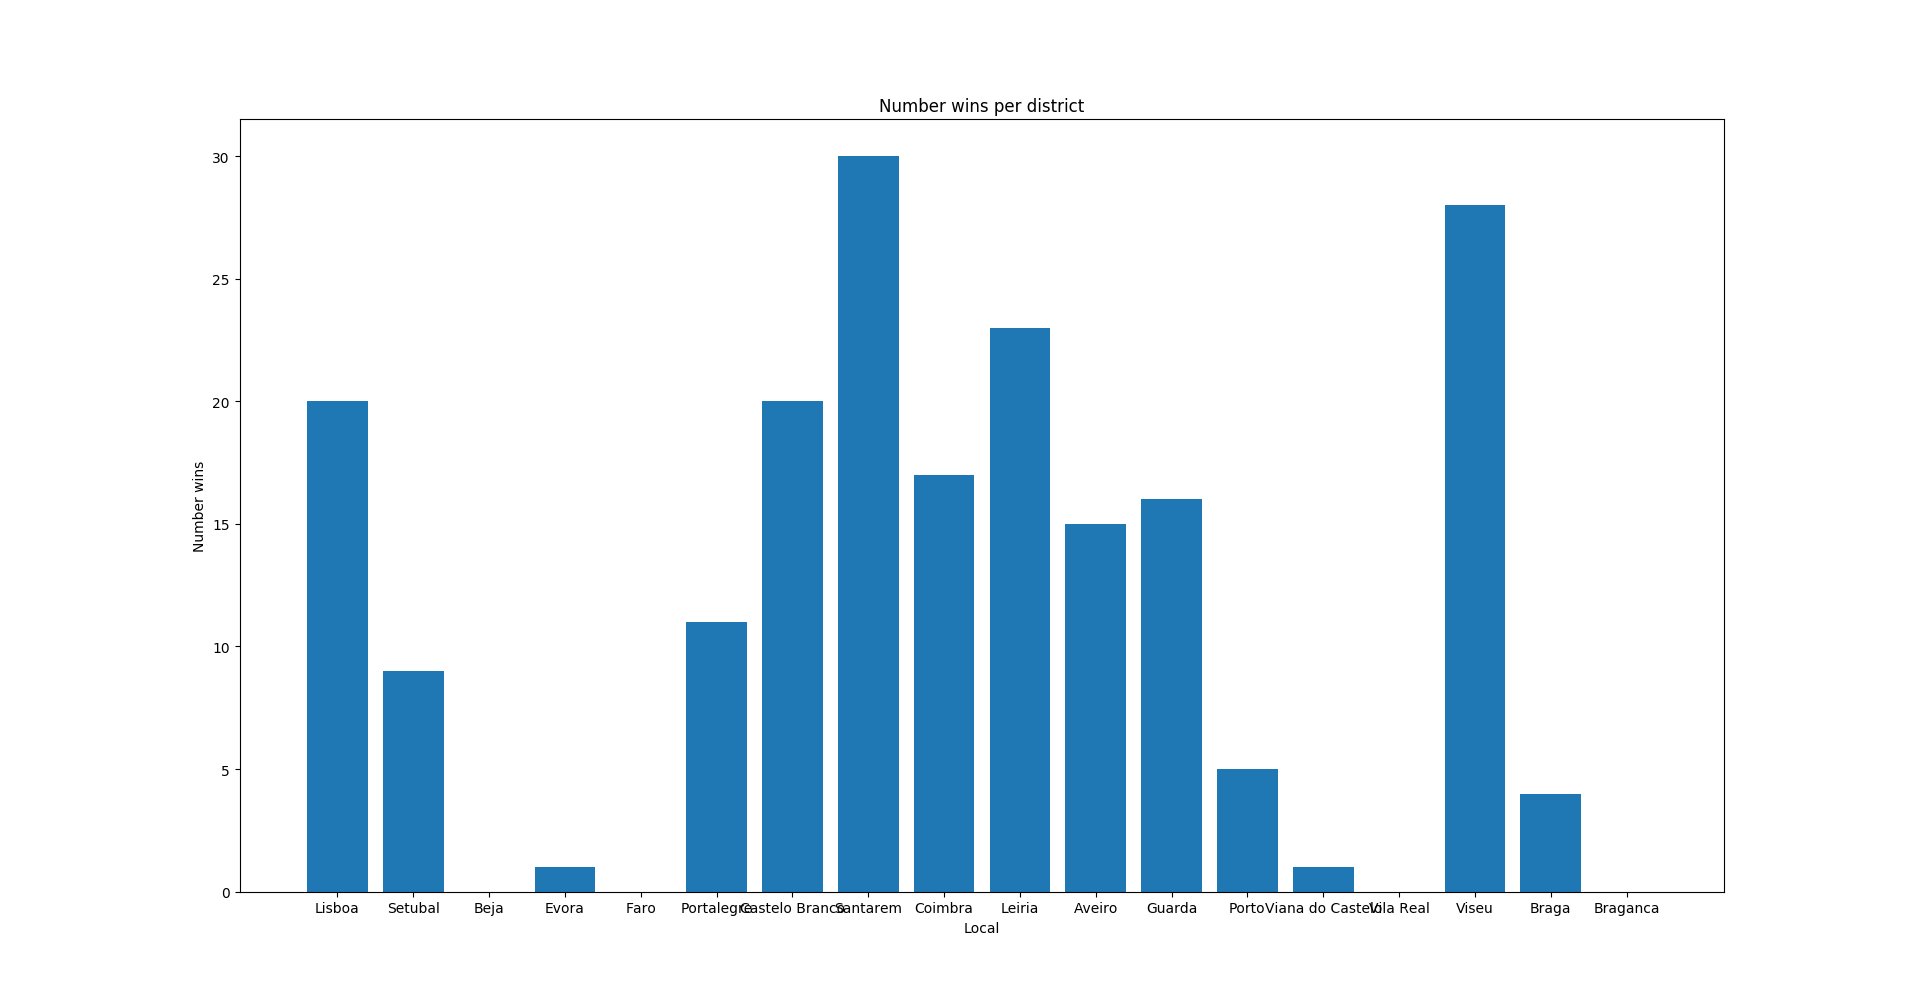 Number wins per district
30
25
20
15
10
5
0
Number wins
Lisboa Setubal Beja Evora Faro Portalegre Castelo Branco Santarem Coimbra Leiria Aveiro Guarda Porto Viana do Castelo Vila Real Viseu Braga Braganca
Local